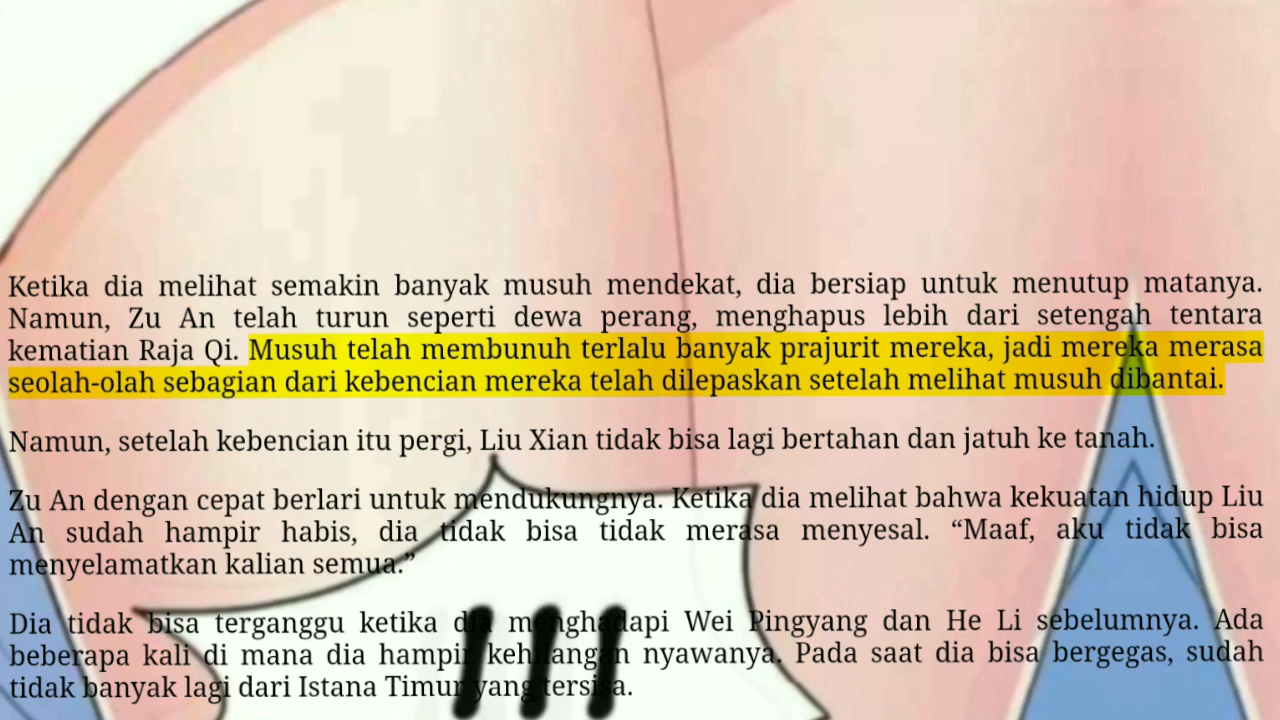 Ketika dia melihat semakin banyak musuh mendekat, dia bersiap untuk menutup matanya.
Namun, Zu An telah turun seperti dewa perang, menghapus lebih dari setengah tentara
kematian Raja Qi. Musuh telah membunuh terlalu banyak prajurit mereka, jadi mereka merasa
seolah-olah sebagian dari kebencian mereka telah dilepaskan setelah melihat musuh dibantai.
Namun, setelah kebencian itu pergi, Liu Xian tidak bisa lagi bertahan dan jatuh ke tanah.
Zu An dengan cepat berlari untuk mendukungnya. Ketika dia melihat bahwa kekuatan hidup Liu
An sudah hampir habis, dia tidak bisa tidak merasa menyesal. “Maaf, aku tidak bisa
menyelamatkan kalian semua.”
Dia tidak bisa terganggu ketika dia menghadapi Wei Pingyang dan He Li sebelumnya. Ada
beberapa kali di mana dia hampir kehilangan nyawanya. Pada saat dia bisa bergegas, sudah
tidak banyak lagi dari Istana Timur yang tersisa.